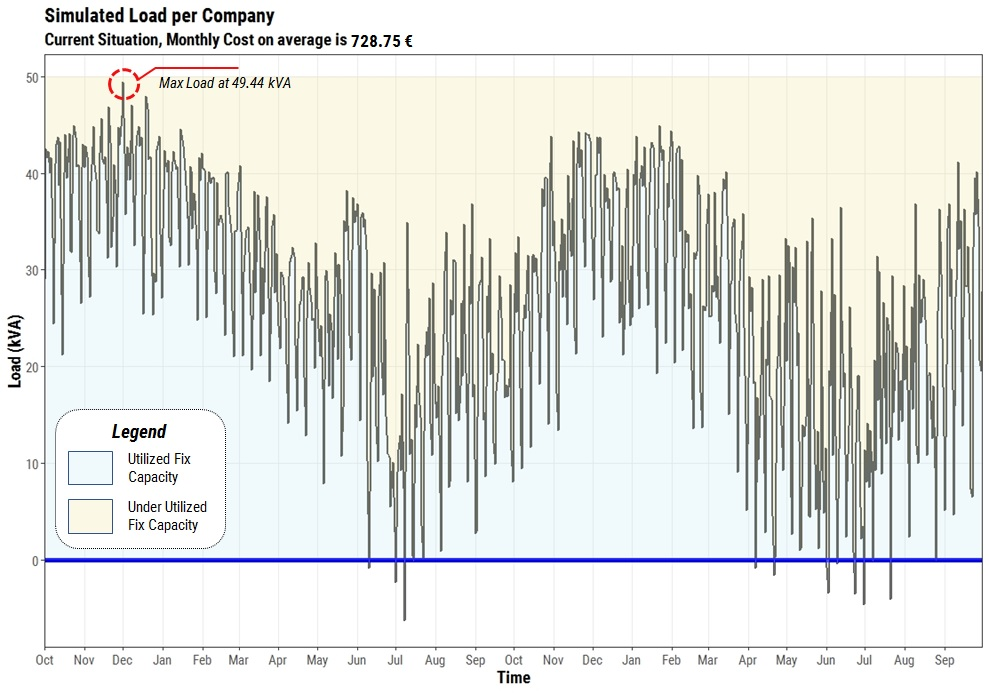 Simulated Load per Company
Current Situation, Monthly Cost on average is 728.75 €
Max Load at 49.44 kVA
50
40
30
20
10
0
Load (kVA)
Legend
Utilized Fix
Capacity
Under Utilized
Fix Capacity
Oct Nov Dec Jan Feb Mar Apr May Jun Jul Aug Sep Oct Nov Dec Jan Feb Mar Apr May Jun Jul Aug Sep
Time